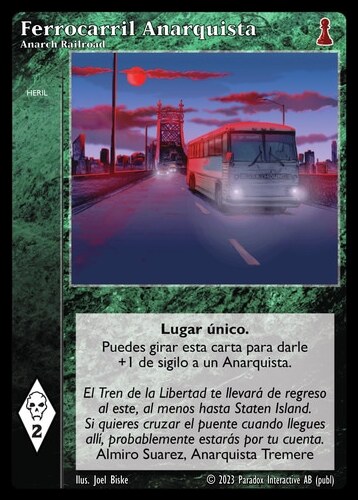 Ferrocarril Anarquista
Anarch Railroad
HERIL
Lugar único.
Puedes girar esta carta para darle
+1 de sigilo a un Anarquista.
El Tren de la Libertad te llevará de regreso
al este, al menos hasta Staten Island.
Si quieres cruzar el puente cuando llegues
allí, probablemente estarás por tu cuenta.
Almiro Suarez, Anarquista Tremere
2
Ilus. Joel Biske
© 2023 Paradox Interactive AB (publ)